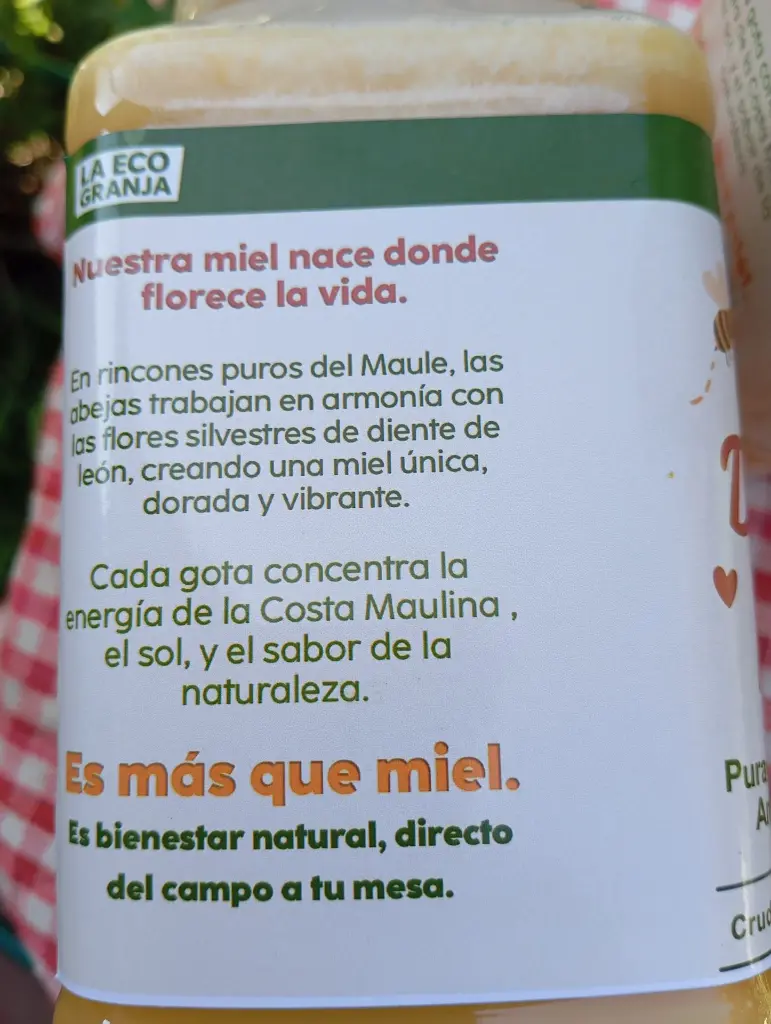 LA ECO
GRANJA
Nuestra miel nace donde
florece la vida.
En rincones puros del Maule, las
abejas trabajan en armonía con
las flores silvestres de diente de
león, creando una miel única,
dorada y vibrante.
Cada gota concentra la
energía de la Costa Maulina ,
el sol, y el sabor de la
naturaleza.
Es más que miel.
Es bienestar natural, directo
del campo a tu mesa.
Pura